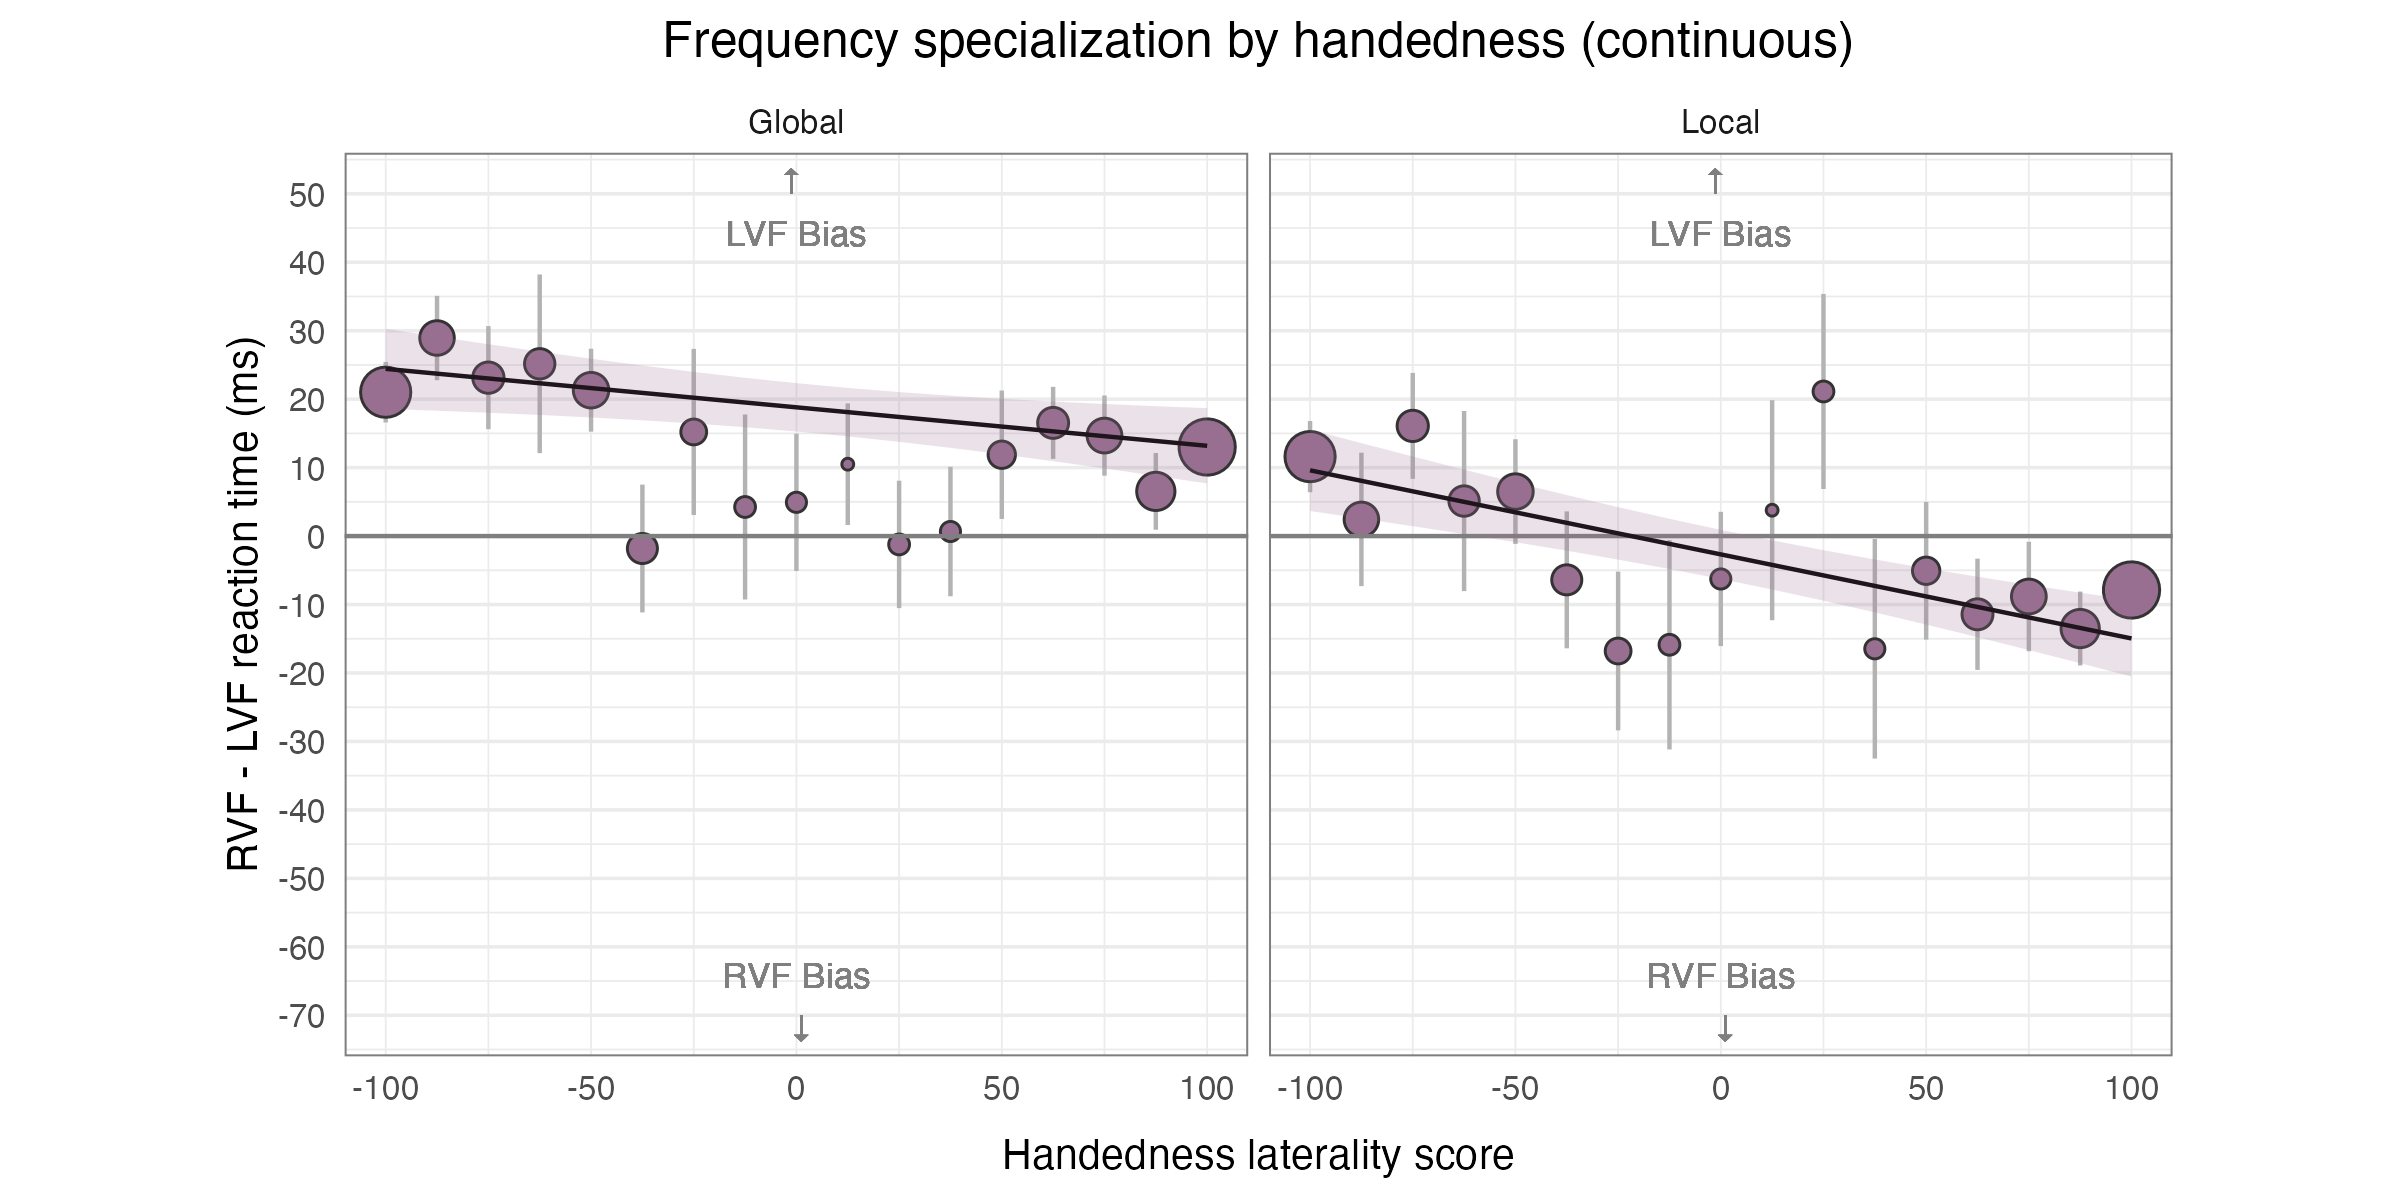 Frequency specialization by handedness (continuous)
Global
Local
RVF - LVF reaction time (ms)
50
40
30
20
10
0
-10
-20
-30
-40
-50
-60
-70
LVF Bias
RVF Bias
LVF Bias
RVF Bias
-100 -50 0 50 100
-100 -50 0 50 100
Handedness laterality score